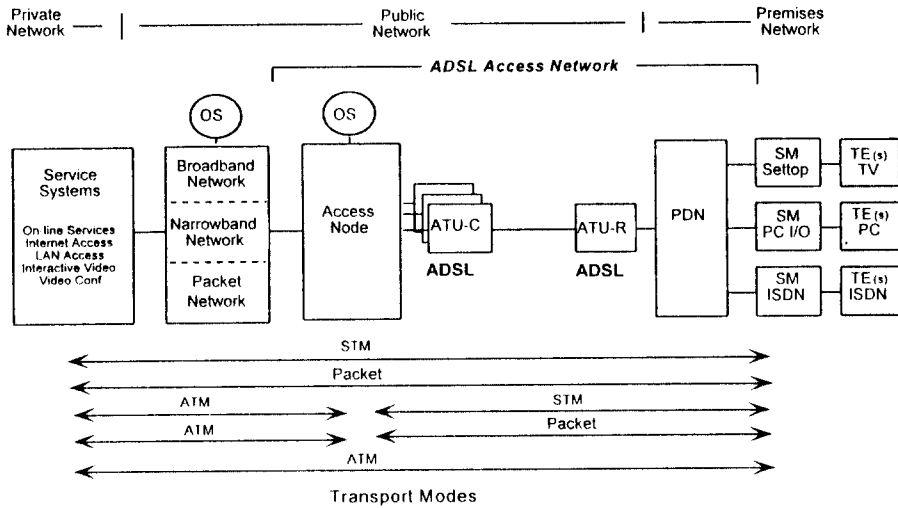 Private
Network
Public
Network
Premises
Network
ADSL Access Network
OS
OS
Service
Systems
On-line Services
Internet Access
LAN Access
Interactive Video
Video Conf
Broadband
Network
Narrowband
Network
Packet
Network
Access
Node
ATU-C
ADSL
ATU-R
ADSL
PDN
SM
Settop
TE(s)
TV
SM
PC I/O
TE(s)
PC
SM
ISDN
TE(s)
ISDN
STM
Packet
ATM
STM
ATM
Packet
ATM
Transport Modes